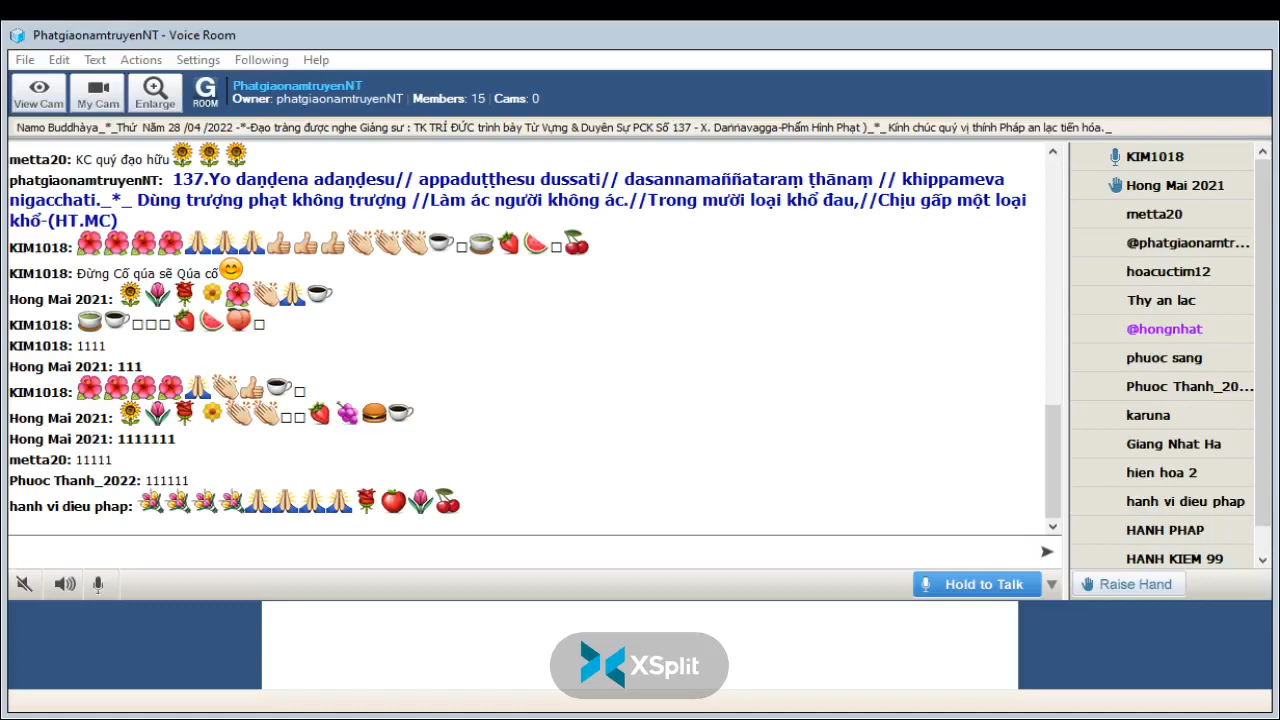 PhatgiaonamtruyenNT - Voice Room
File Edit Text Actions Settings Following Help
View Cam My Cam Enlarge G ROOM
PhatgiaonamtruyenNT
Owner: phatgiaonamtruyenNT | Members: 15 | Cams: 0
Namo Buddhàya_*_Thứ Năm 28 /04 /2022 -*-Đạo tràng được nghe Giảng sư : TK TRÍ ĐỨC trình bày Từ Vựng & Duyên Sự PCK Số 137 - X. Daṇḍavagga-Phẩm Hình Phạt )_*_ Kính chúc quý vị thính Pháp an lạc tiến hóa._
metta20: KC quý đạo hữu
phatgiaonamtruyenNT: 137.Yo daṇḍena adaṇḍesu// appaduṭṭhesu dussati// dasannamaññataraṃ ṭhānaṃ // khippameva
nigacchati._*_ Dùng trượng phạt không trượng //Làm ác người không ác.//Trong mười loại khổ đau,//Chịu gấp một loại
khổ-(HT.MC)
KIM1018:
KIM1018: Đừng Cố qúa sẽ Qúa cố
Hong Mai 2021:
KIM1018:
KIM1018: 1111
Hong Mai 2021: 111
KIM1018:
Hong Mai 2021:
Hong Mai 2021: 1111111
metta20: 11111
Phuoc Thanh_2022: 111111
hanh vi dieu phap:
KIM1018
Hong Mai 2021
metta20
@phatgiaonamtr...
hoacuctim12
Thy an lac
@hongnhat
phuoc sang
Phuoc Thanh_20...
karuna
Giang Nhat Ha
hien hoa 2
hanh vi dieu phap
HANH PHAP
HANH KIEM 99
Hold to Talk
Raise Hand
XSplit